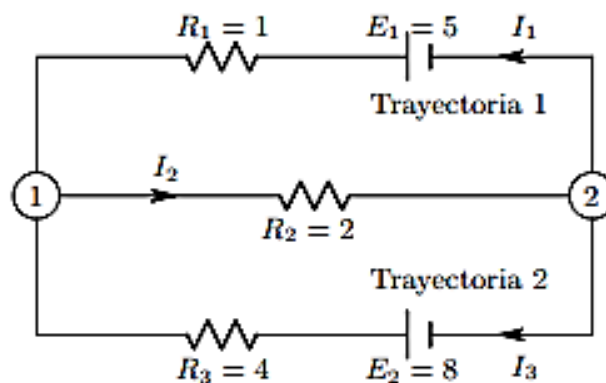 R₁ = 1
E₁ = 5
I₁
Trayectoria 1
I₂
1
2
R₂ = 2
Trayectoria 2
R₃ = 4
E₂ = 8
I₃